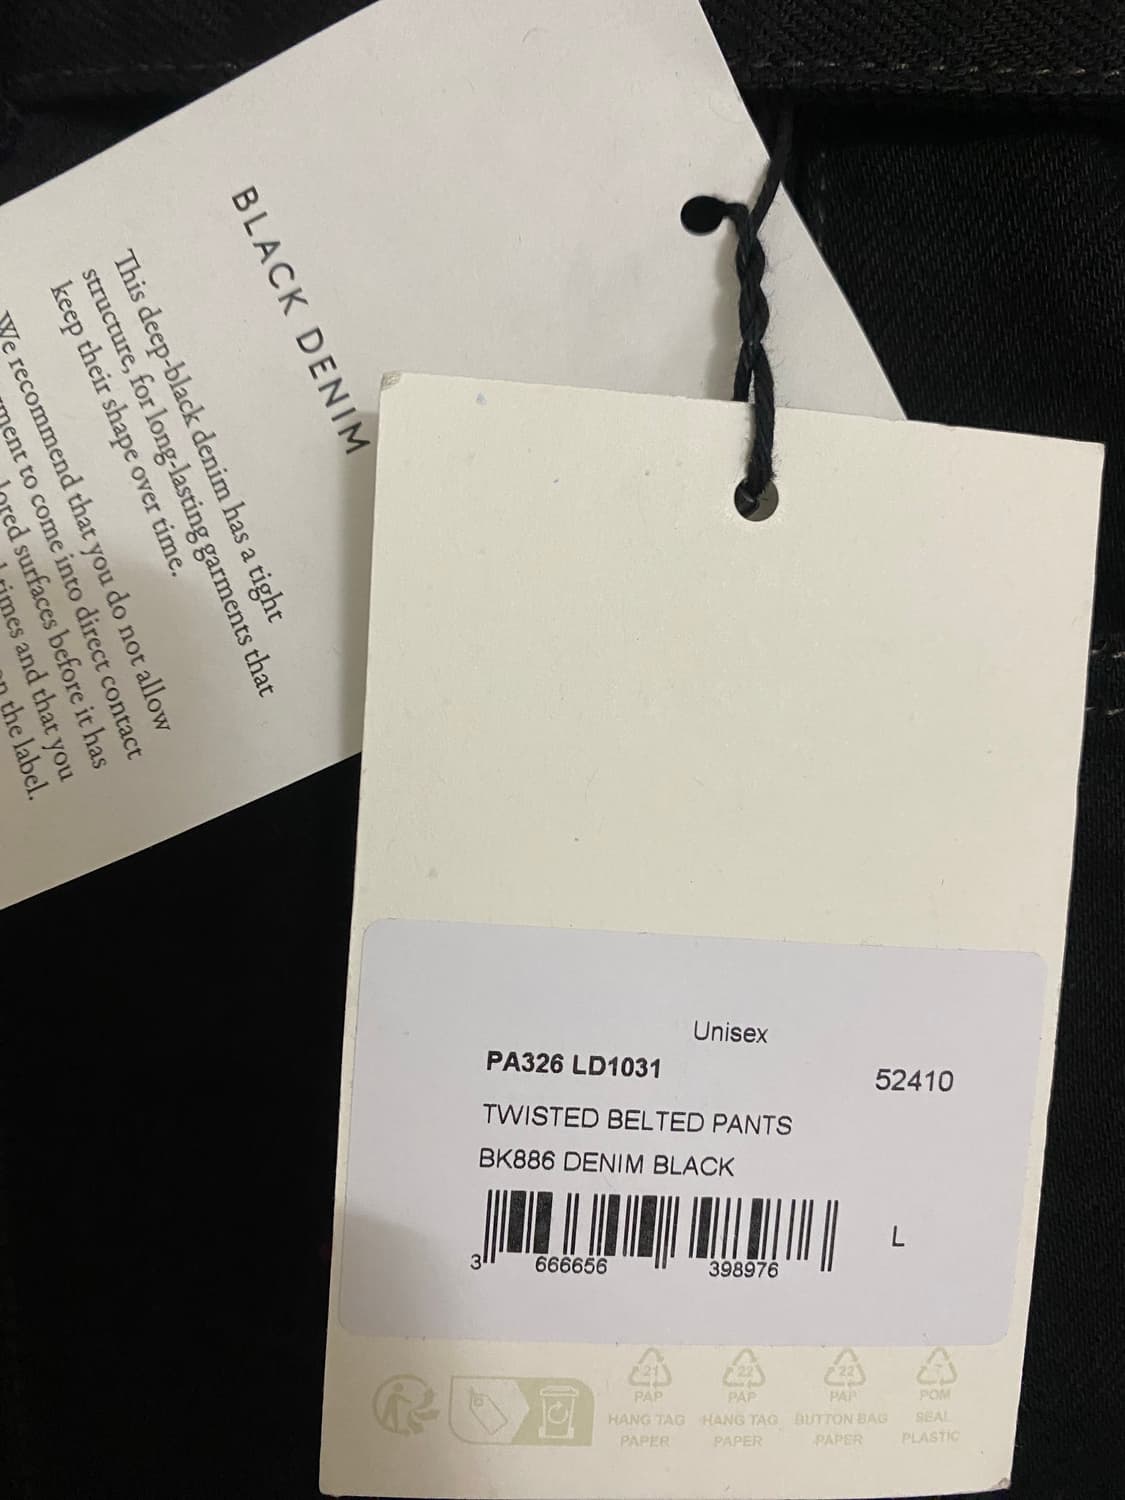 BLACK DENIM
This deep-black denim has a tight
structure, for long-lasting garments that
keep their shape over time.
We recommend that you do not allow
to come into direct contact
surfaces before it has
times and that you
the label.
Unisex
PA326 LD1031
52410
TWISTED BELTED PANTS
BK886 DENIM BLACK
L
3 666656 398976
21 22 22 7
PAP PAP PAP POM
HANG TAG HANG TAG BUTTON BAG SEAL
PAPER PAPER PAPER PLASTIC